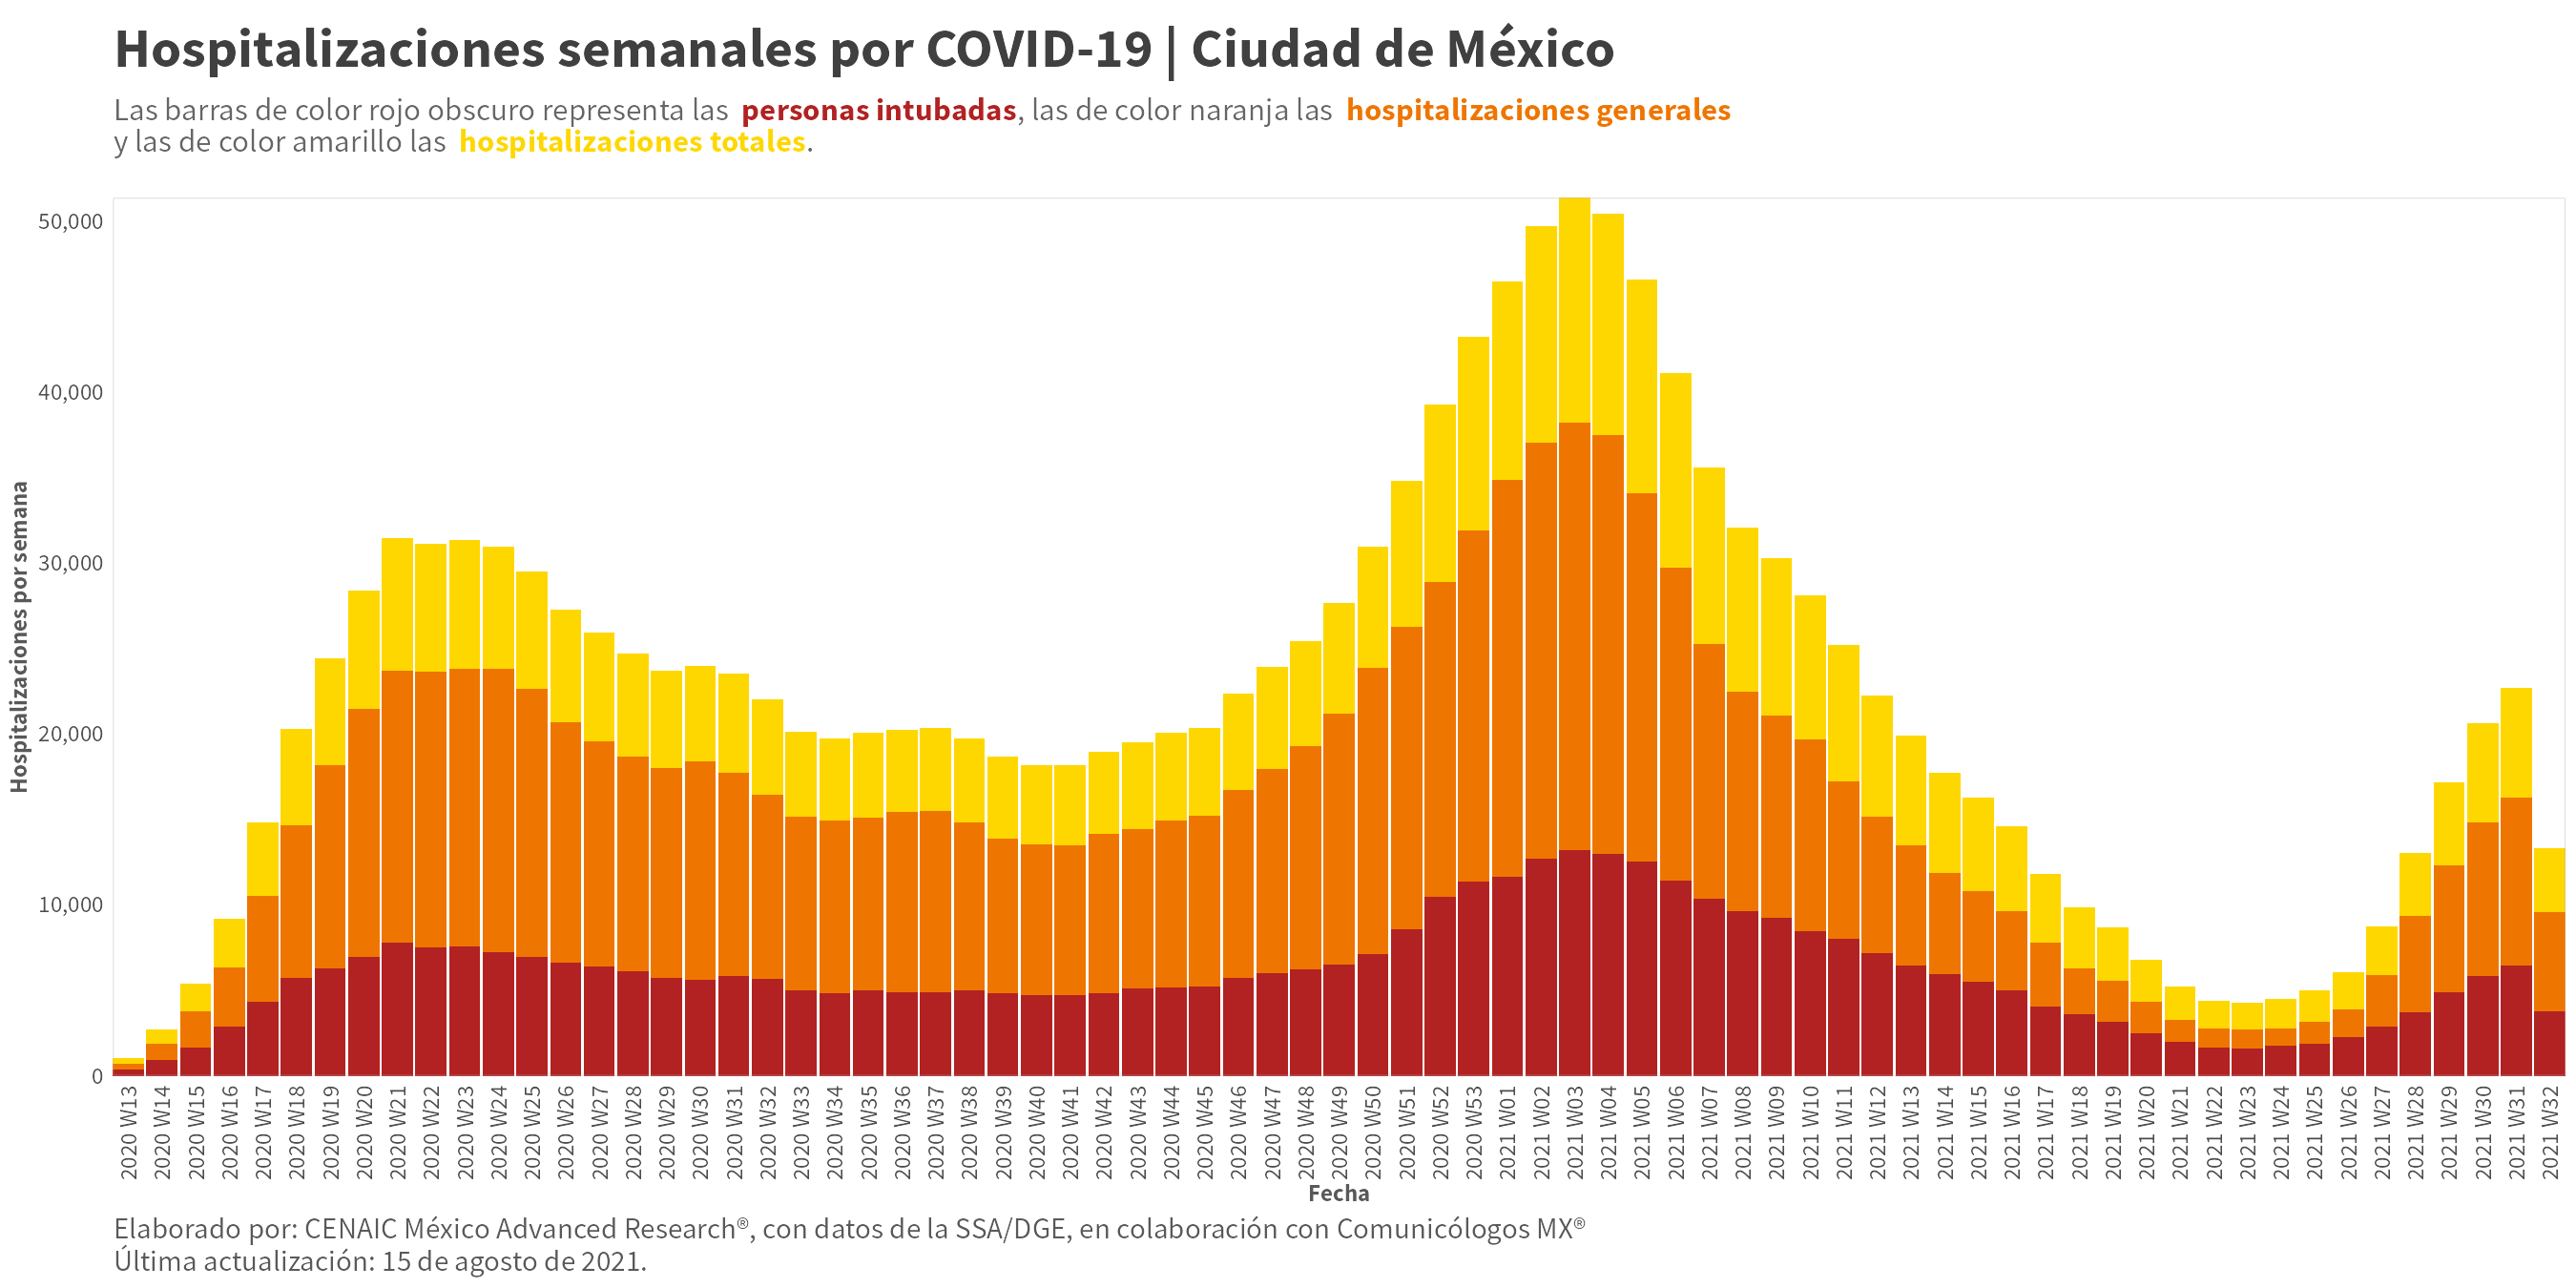 Hospitalizaciones semanales por COVID-19 | Ciudad de México
Las barras de color rojo obscuro representa las personas intubadas, las de color naranja las hospitalizaciones generales
y las de color amarillo las hospitalizaciones totales.
Hospitalizaciones por semana
50,000
40,000
30,000
20,000
10,000
0
2020 W13
2020 W14
2020 W15
2020 W16
2020 W17
2020 W18
2020 W19
2020 W20
2020 W21
2020 W22
2020 W23
2020 W24
2020 W25
2020 W26
2020 W27
2020 W28
2020 W29
2020 W30
2020 W31
2020 W32
2020 W33
2020 W34
2020 W35
2020 W36
2020 W37
2020 W38
2020 W39
2020 W40
2020 W41
2020 W42
2020 W43
2020 W44
2020 W45
2020 W46
2020 W47
2020 W48
2020 W49
2020 W50
2020 W51
2020 W52
2020 W53
2021 W01
2021 W02
2021 W03
2021 W04
2021 W05
2021 W06
2021 W07
2021 W08
2021 W09
2021 W10
2021 W11
2021 W12
2021 W13
2021 W14
2021 W15
2021 W16
2021 W17
2021 W18
2021 W19
2021 W20
2021 W21
2021 W22
2021 W23
2021 W24
2021 W25
2021 W26
2021 W27
2021 W28
2021 W29
2021 W30
2021 W31
2021 W32
Fecha
Elaborado por: CENAIC México Advanced Research®, con datos de la SSA/DGE, en colaboración con Comunicólogos MX®
Última actualización: 15 de agosto de 2021.